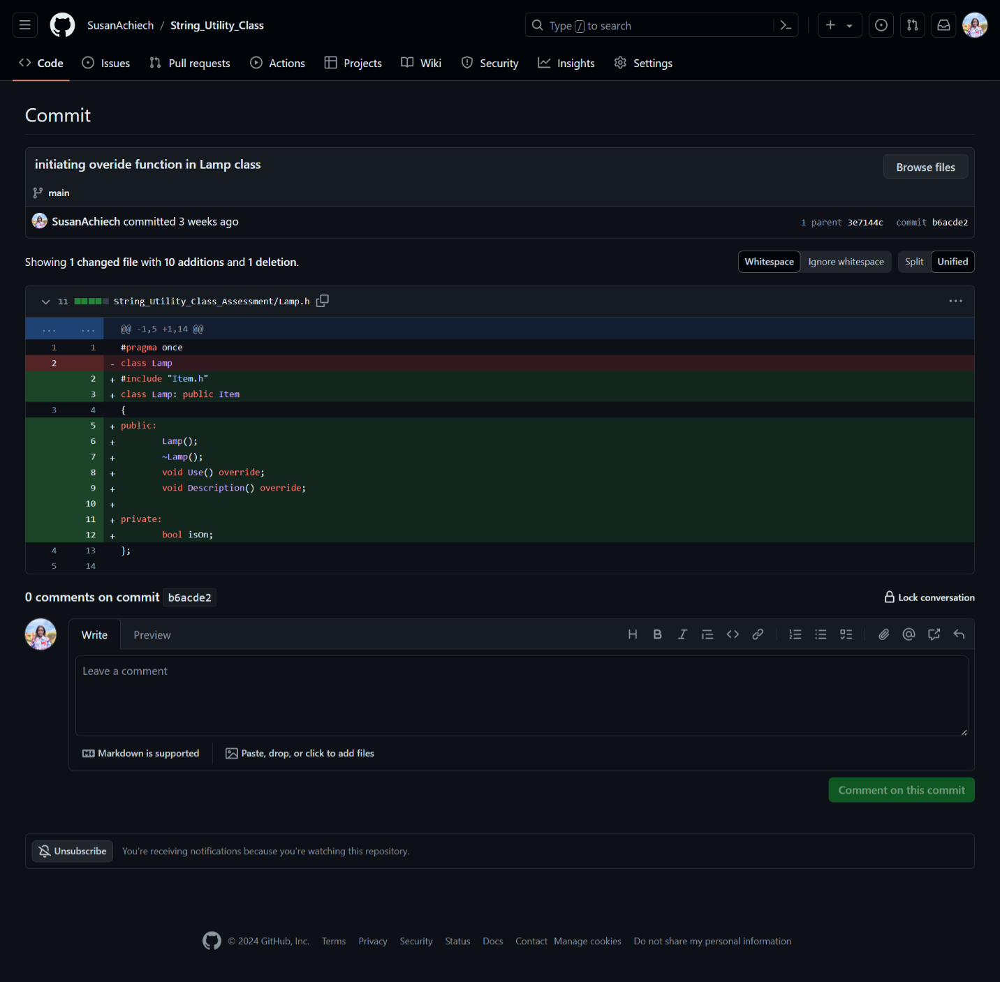 SusanAchiech / String_Utility_Class
Type / to search
Code Issues Pull requests Actions Projects Wiki Security Insights Settings
Commit
initiating overide function in Lamp class
Browse files
main
SusanAchiech committed 3 weeks ago
1 parent 3e7144c commit b6acde2
Showing 1 changed file with 10 additions and 1 deletion.
Whitespace Ignore whitespace Split Unified
11 String_Utility_Class_Assessment/Lamp.h
... ... @@ -1,5 +1,14 @@
1 1 #pragma once
2 - class Lamp
2 + #include "Item.h"
3 + class Lamp: public Item
3 4 {
5 + public:
6 + Lamp();
7 + ~Lamp();
8 + void Use() override;
9 + void Description() override;
10 +
11 + private:
12 + bool isOn;
4 13 };
5 14
0 comments on commit b6acde2
Lock conversation
Write Preview
Leave a comment
Markdown is supported
Paste, drop, or click to add files
Comment on this commit
Unsubscribe You're receiving notifications because you're watching this repository.
© 2024 GitHub, Inc. Terms Privacy Security Status Docs Contact Manage cookies Do not share my personal information